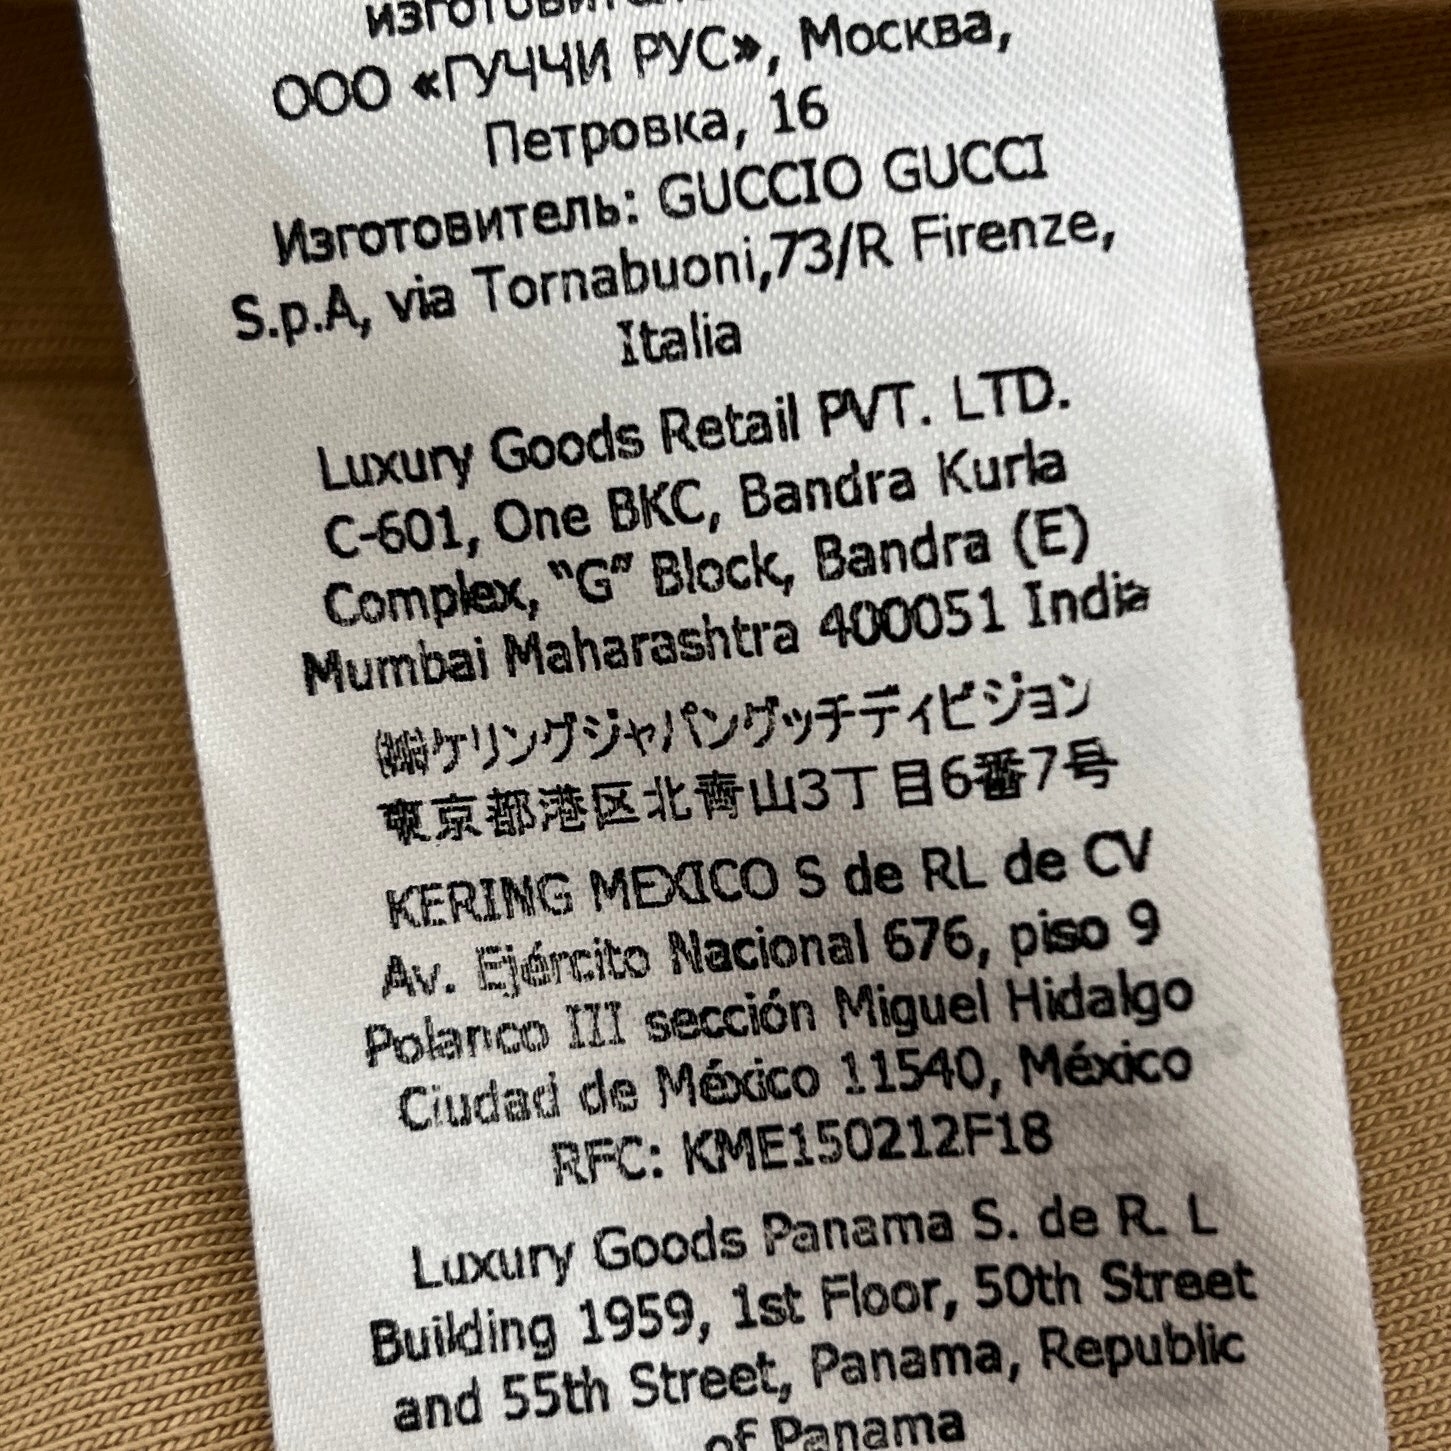 изготовител
ООО «ГУЧЧИ РУС», Москва,
Петровка, 16
Изготовитель: GUCCIO GUCCI
S.p.A, via Tornabuoni,73/R Firenze,
Italia
Luxury Goods Retail PVT. LTD.
C-601, One BKC, Bandra Kurla
Complex, “G” Block, Bandra (E)
Mumbai Maharashtra 400051 India
㈱ケリングジャパングッチディビジョン
東京都港区北青山3丁目6番7号
KERING MEXICO S de RL de CV
Av. Ejército Nacional 676, piso 9
Polanco III sección Miguel Hidalgo
Ciudad de México 11540, México
RFC: KME150212F18
Luxury Goods Panama S. de R. L
Building 1959, 1st Floor, 50th Street
and 55th Street, Panama, Republic
of Panama